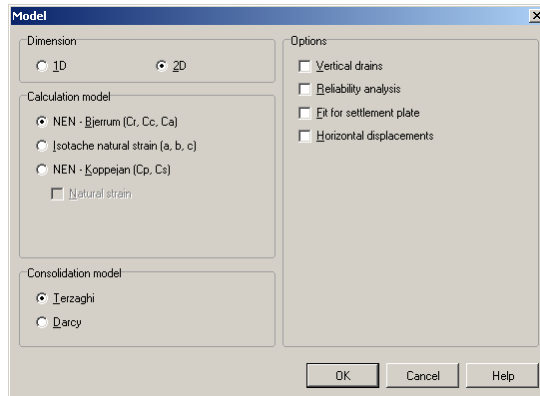 Model
Dimension
1D
2D
Calculation model
NEN - Bjerrum (Cr, Cc, Ca)
Isotache natural strain (a, b, c)
NEN - Koppejan (Cp, Cs)
Natural strain
Consolidation model
Terzaghi
Darcy
Options
Vertical drains
Reliability analysis
Fit for settlement plate
Horizontal displacements
OK
Cancel
Help